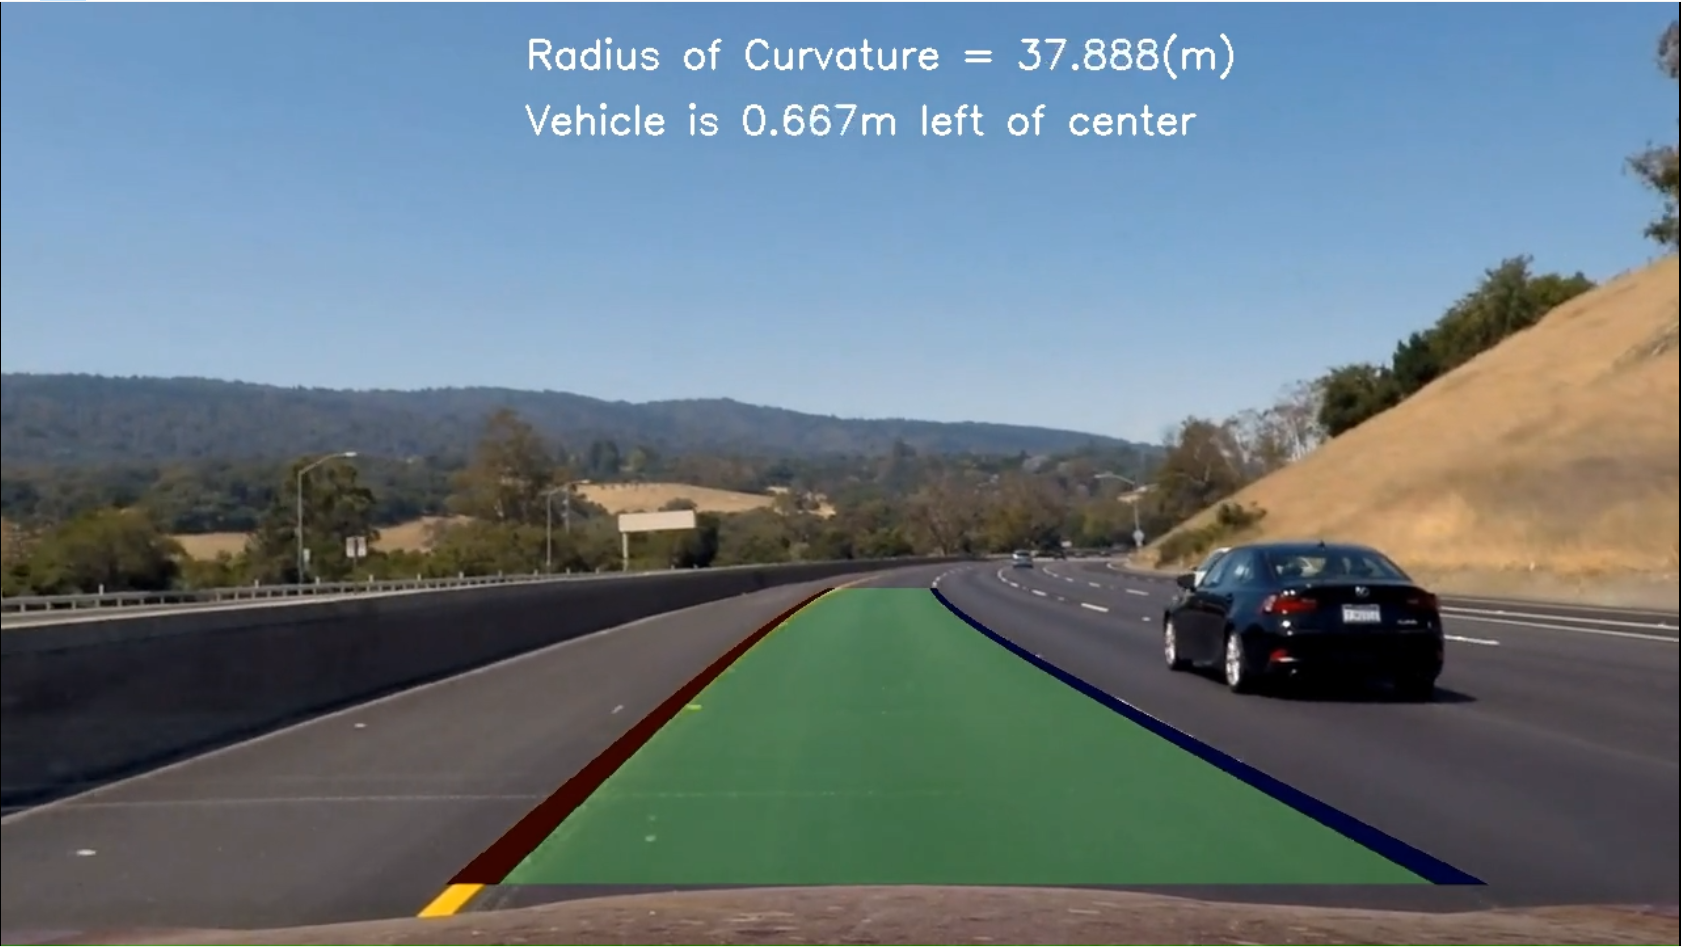 Radius of Curvature = 37.888(m)
Vehicle is 0.667m left of center